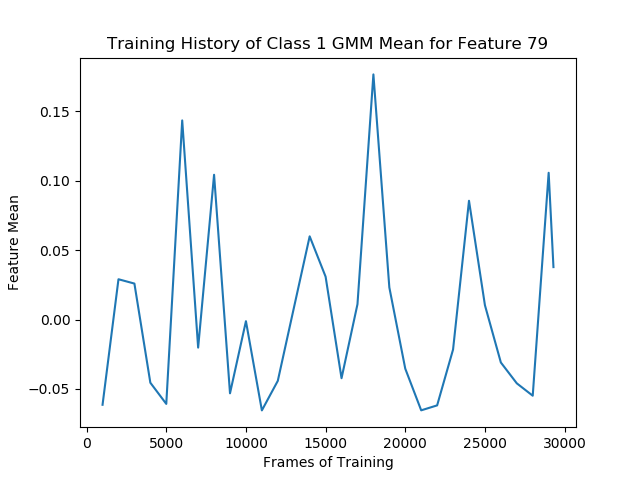 Training History of Class 1 GMM Mean for Feature 79
0.15
0.10
0.05
0.00
−0.05
Feature Mean
0 5000 10000 15000 20000 25000 30000
Frames of Training